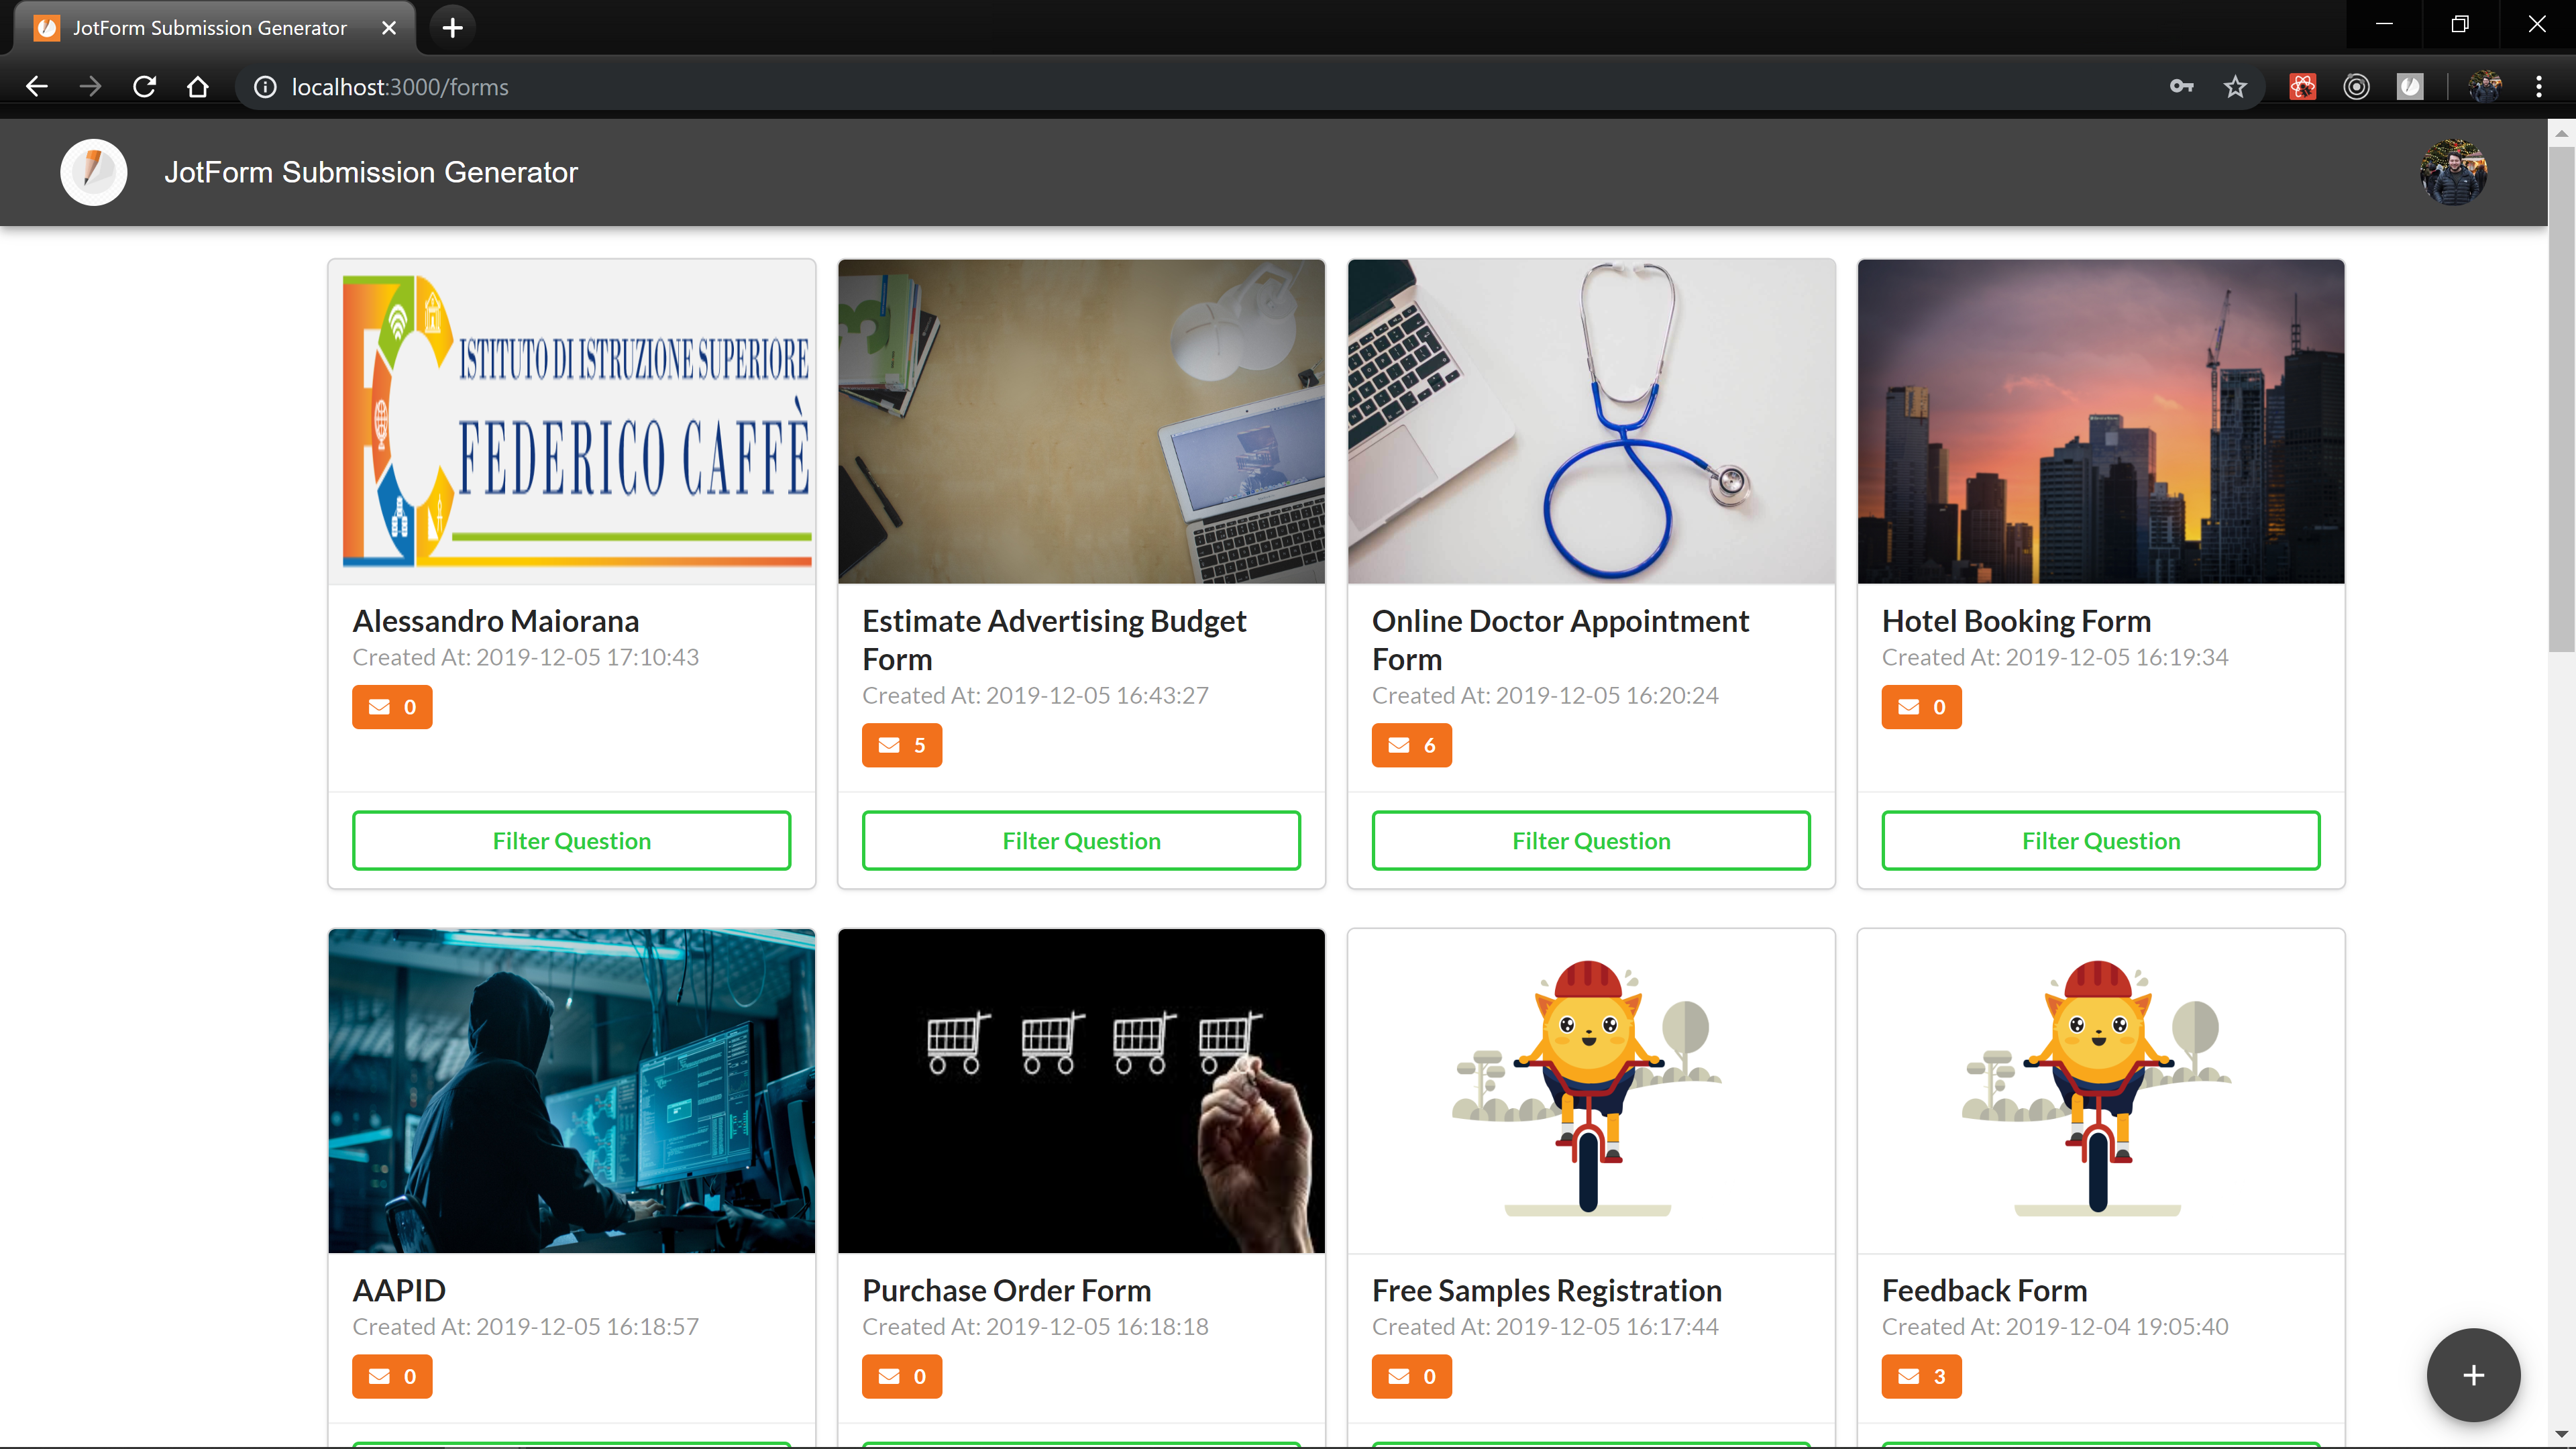 JotForm Submission Generator
localhost:3000/forms
JotForm Submission Generator
ISTITUTO DI ISTRUZIONE SUPERIORE
FEDERICO CAFFÈ
Alessandro Maiorana
Created At: 2019-12-05 17:10:43
0
Filter Question
Estimate Advertising Budget
Form
Created At: 2019-12-05 16:43:27
5
Filter Question
Online Doctor Appointment
Form
Created At: 2019-12-05 16:20:24
6
Filter Question
Hotel Booking Form
Created At: 2019-12-05 16:19:34
0
Filter Question
AAPID
Created At: 2019-12-05 16:18:57
0
Purchase Order Form
Created At: 2019-12-05 16:18:18
0
Free Samples Registration
Created At: 2019-12-05 16:17:44
0
Feedback Form
Created At: 2019-12-04 19:05:40
3